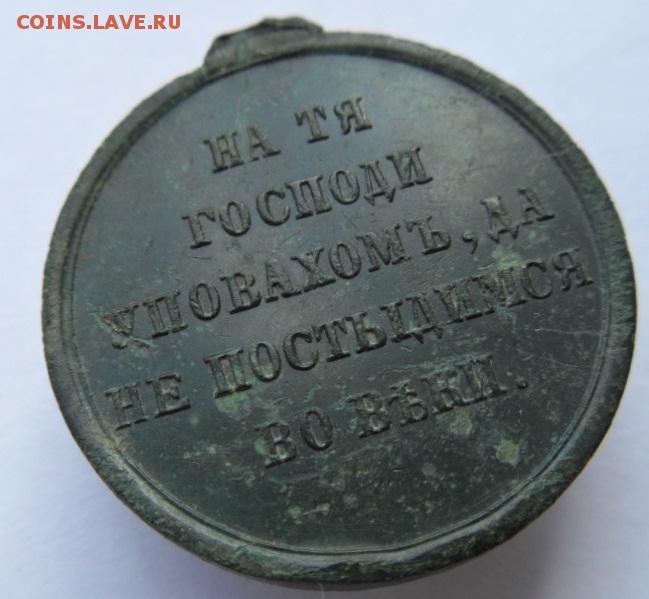 COINS.LAVE.RU
НА ТЯ
ГОСПОДИ
УПОВАХОМЪ, ДА
НЕ ПОСТЫДИМСЯ
ВО ВѢКИ.